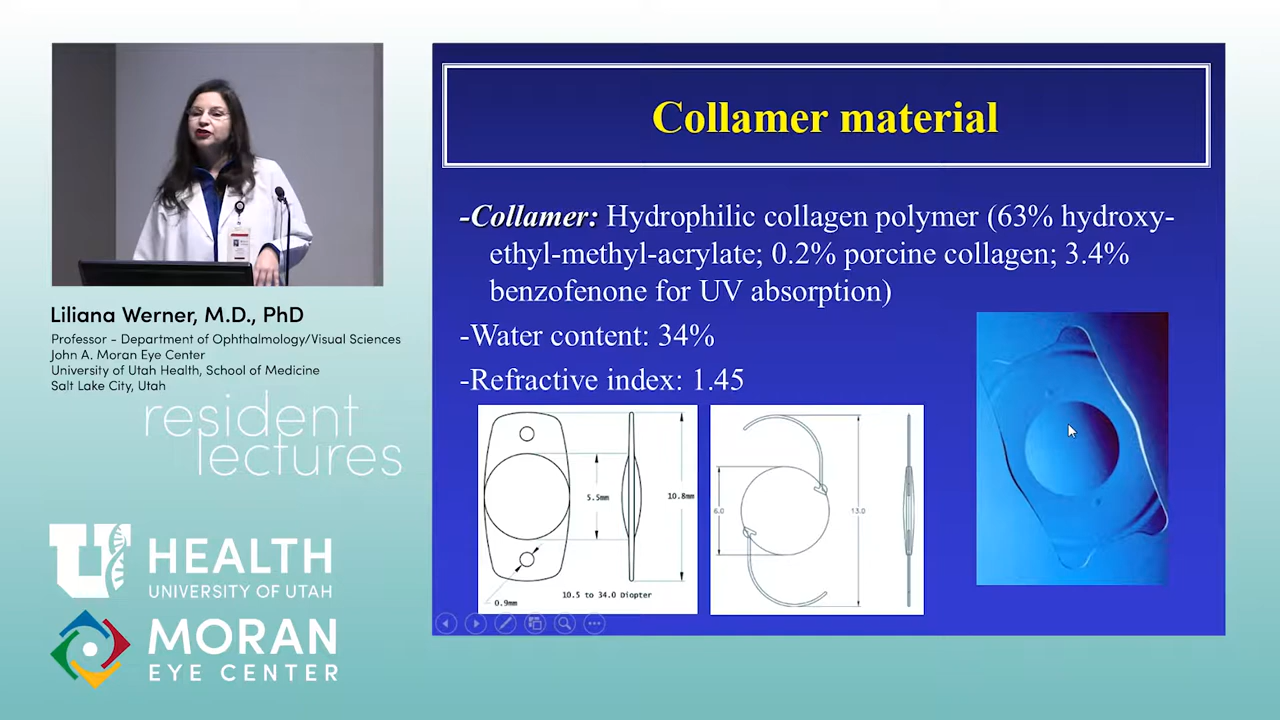 Collamer material
-Collamer: Hydrophilic collagen polymer (63% hydroxy-
ethyl-methyl-acrylate; 0.2% porcine collagen; 3.4%
benzofenone for UV absorption)
-Water content: 34%
-Refractive index: 1.45
5.5mm
10.8mm
0.9mm
10.5 to 34.0 Diopter
6.0
13.0
Liliana Werner, M.D., PhD
Professor - Department of Ophthalmology/Visual Sciences
John A. Moran Eye Center
University of Utah Health, School of Medicine
Salt Lake City, Utah
resident
lectures
U HEALTH
UNIVERSITY OF UTAH
MORAN
EYE CENTER